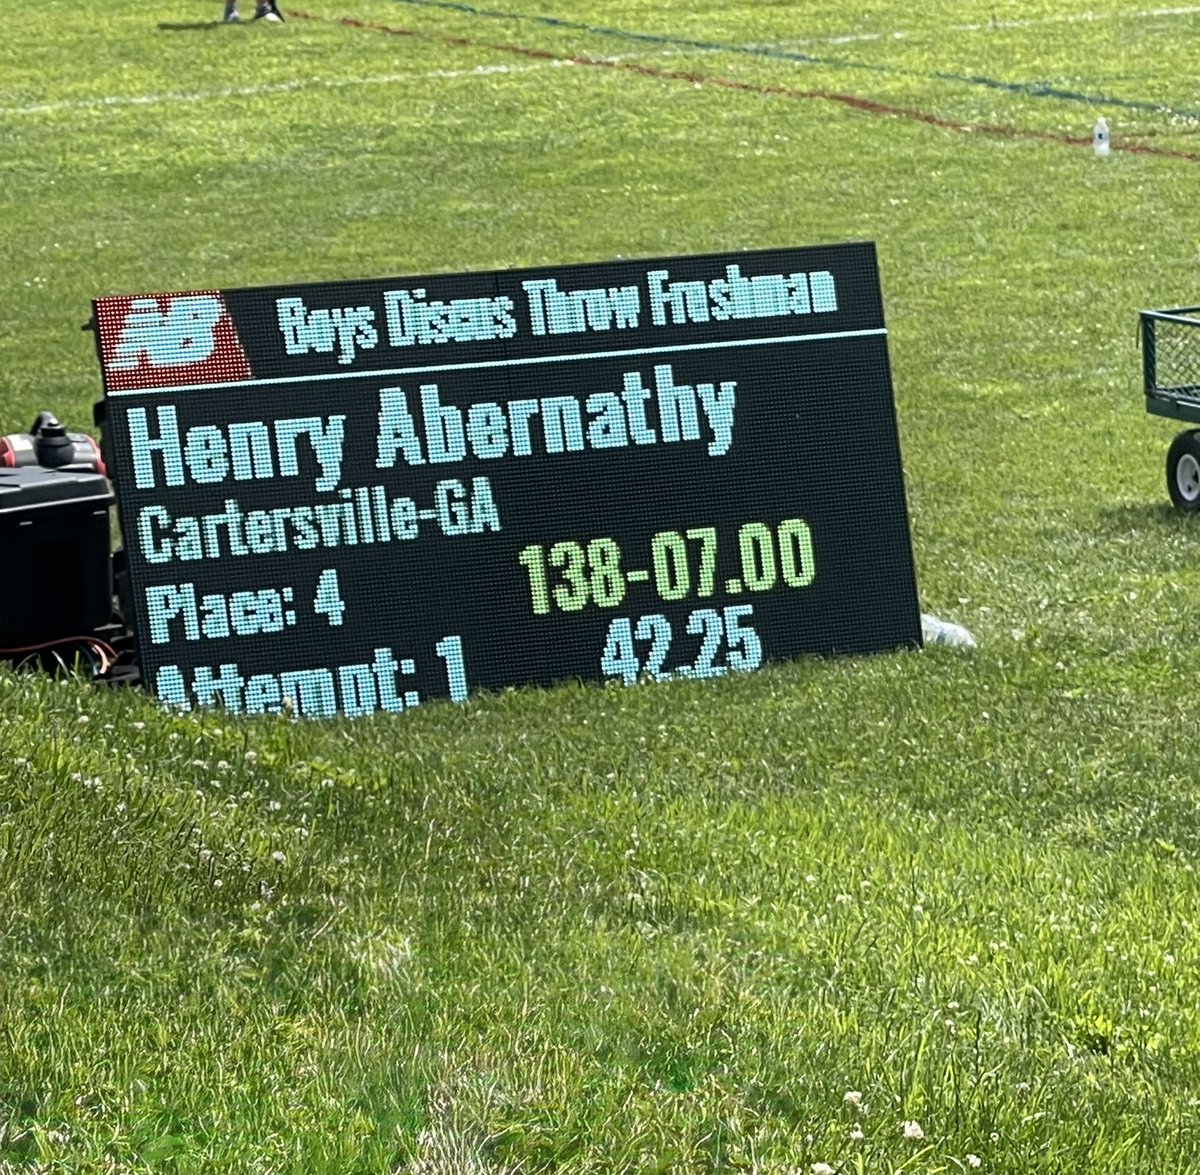 NB Boys Discus Throw Freshman
Henry Abernathy
Cartersville-GA
Place: 4 138-07.00
Attempt: 1 42.25